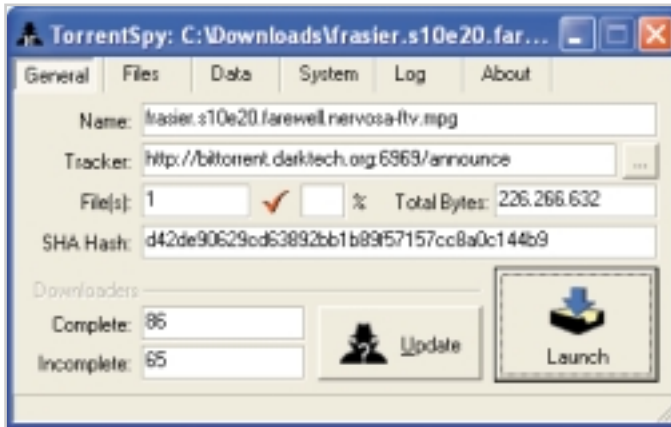 TorrentSpy: C:\Downloads\frasier.s10e20.far...
General Files Data System Log About
Name: frasier.s10e20.farewell.nervosa-ftv.mpg
Tracker: http://bittorrent.darktech.org:6969/announce ...
File(s): 1 % Total Bytes: 226.266.632
SHA Hash: d42de90629cd63892bb1b89f57157cc8a0c144b9
Downloaders
Complete: 86
Incomplete: 65
Update
Launch